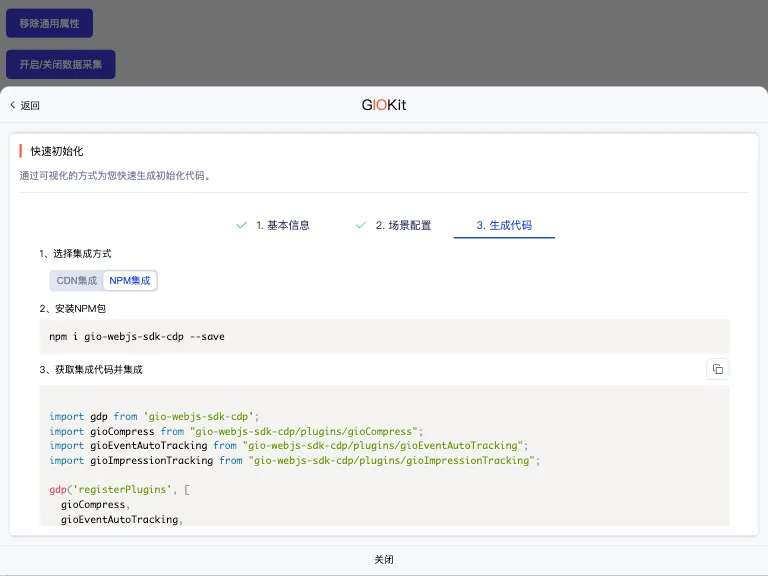 移除通用属性
开启/关闭数据采集
返回
GIOKit
快速初始化
通过可视化的方式为您快速生成初始化代码。
1. 基本信息
2. 场景配置
3. 生成代码
1、选择集成方式
CDN集成
NPM集成
2、安装NPM包
npm i gio-webjs-sdk-cdp --save
3、获取集成代码并集成
import gdp from 'gio-webjs-sdk-cdp';
import gioCompress from "gio-webjs-sdk-cdp/plugins/gioCompress";
import gioEventAutoTracking from "gio-webjs-sdk-cdp/plugins/gioEventAutoTracking";
import gioImpressionTracking from "gio-webjs-sdk-cdp/plugins/gioImpressionTracking";
gdp('registerPlugins', [
gioCompress,
gioEventAutoTracking,
关闭